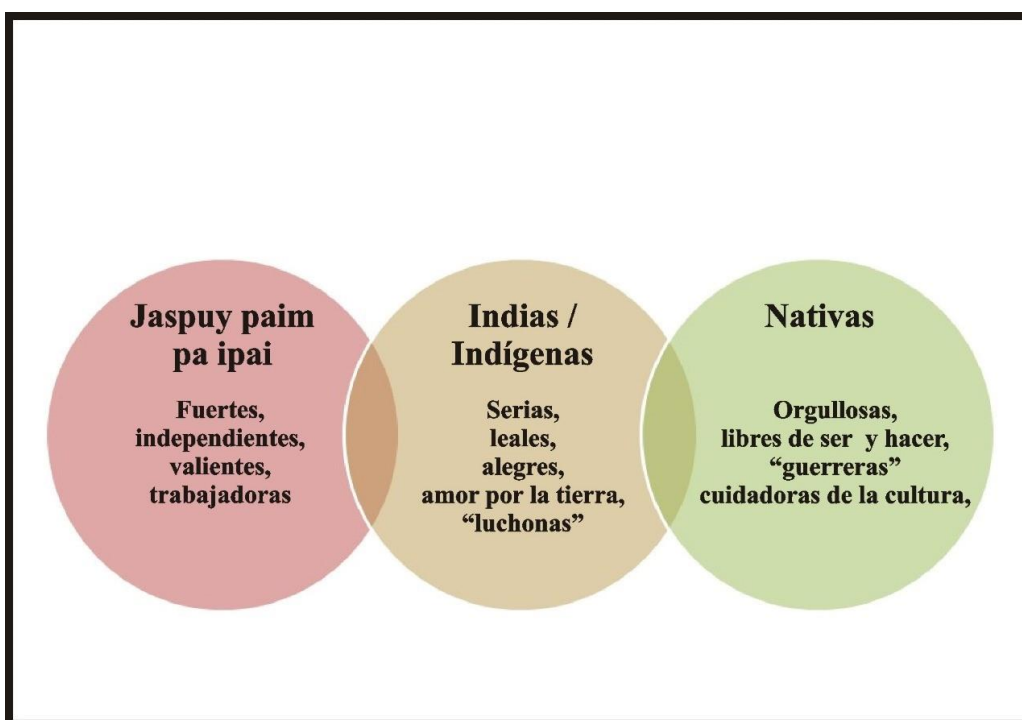 Jaspuy paim
pa ipai
Fuertes,
independientes,
valientes,
trabajadoras
Indias /
Indígenas
Serias,
leales,
alegres,
amor por la tierra,
“luchonas”
Nativas
Orgullosas,
libres de ser y hacer,
“guerreras”
cuidadoras de la cultura,